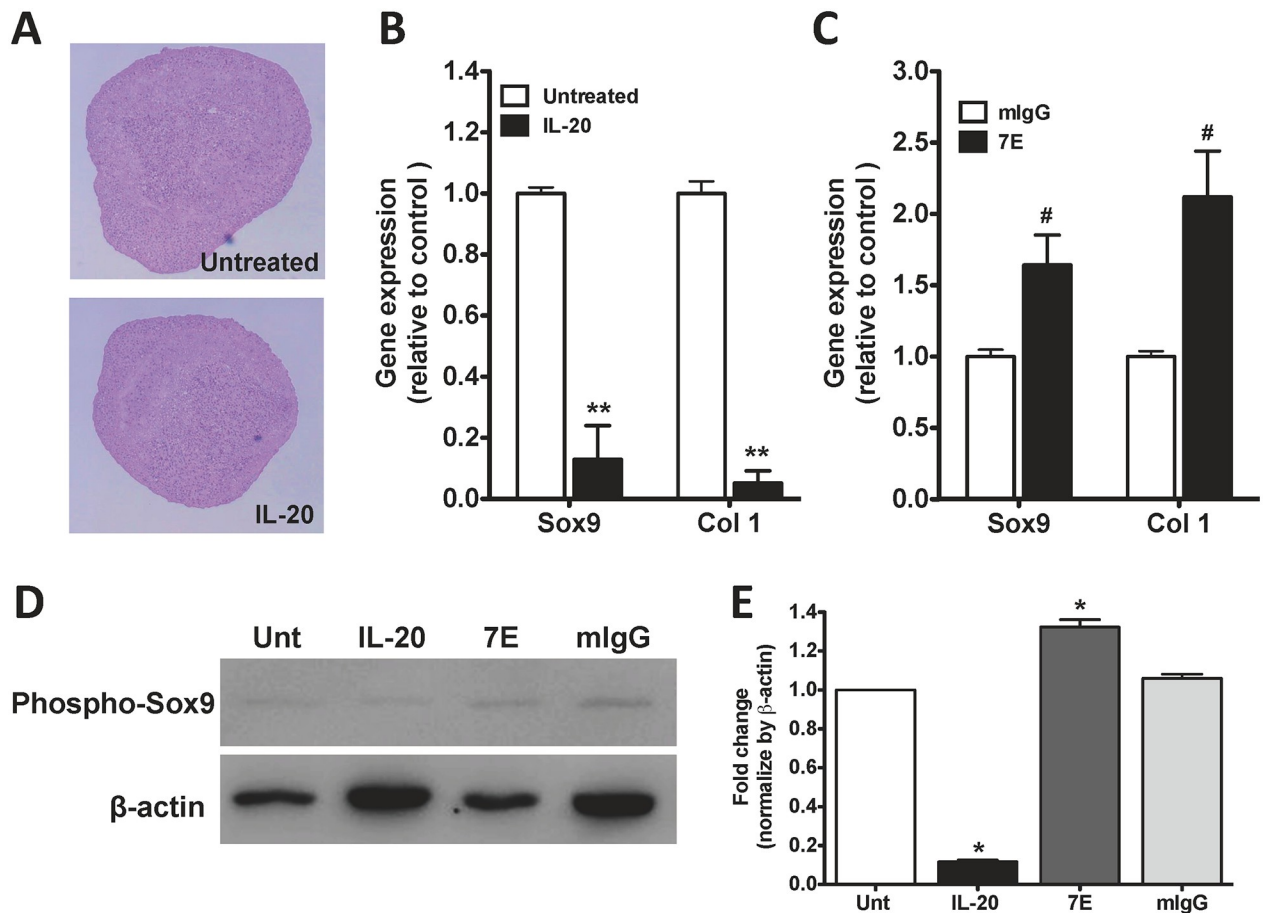 A
Untreated
IL-20
B
Gene expression
(relative to control )
1.4
1.2
1.0
0.8
0.6
0.4
0.2
0.0
Untreated
IL-20
**
**
Sox9
Col 1
C
Gene expression
(relative to control )
3.0
2.5
2.0
1.5
1.0
0.5
0.0
mIgG
7E
#
#
Sox9
Col 1
D
Unt IL-20 7E mIgG
Phospho-Sox9
β-actin
E
Fold change
(normalize by β-actin)
1.4
1.2
1.0
0.8
0.6
0.4
0.2
0.0
*
*
Unt IL-20 7E mIgG